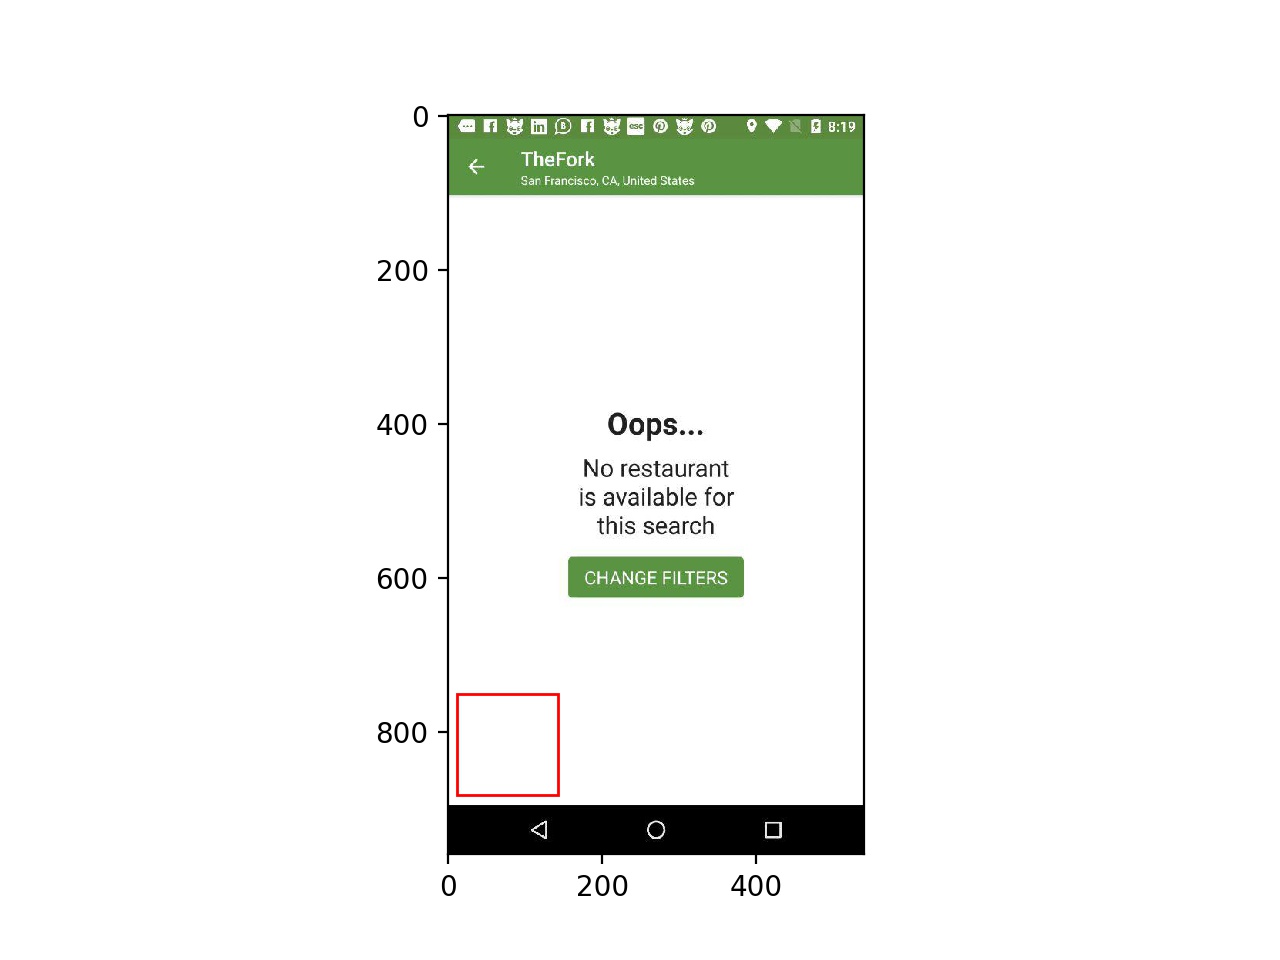 8:19
TheFork
San Francisco, CA, United States
Oops...
No restaurant
is available for
this search
CHANGE FILTERS
0
200
400
600
800
0
200
400